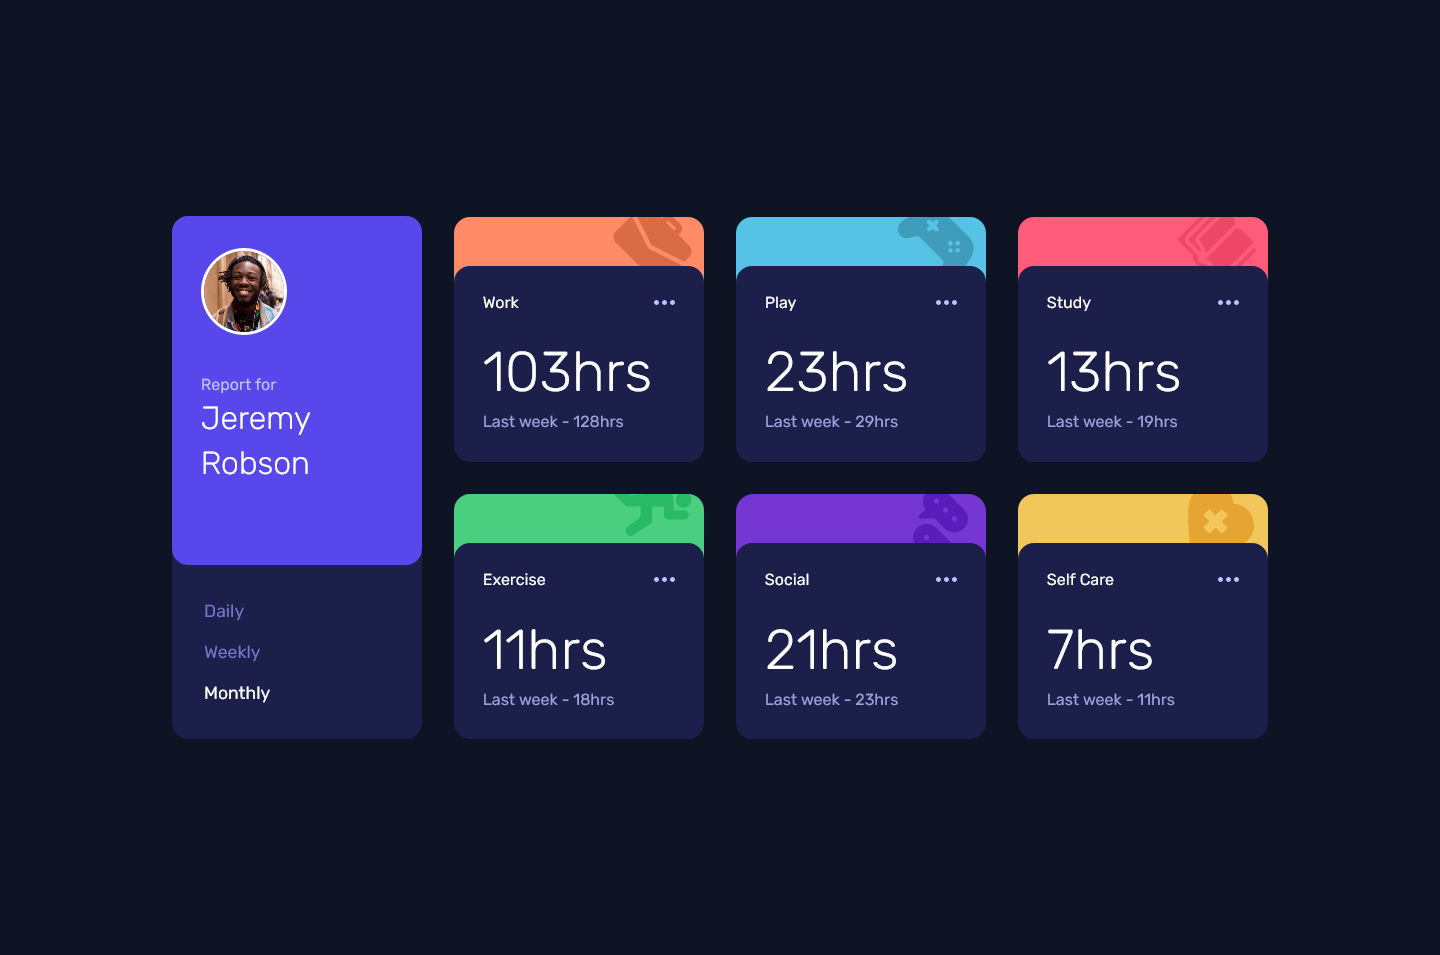 Report for
Jeremy
Robson
Daily
Weekly
Monthly
Work
103hrs
Last week - 128hrs
Play
23hrs
Last week - 29hrs
Study
13hrs
Last week - 19hrs
Exercise
11hrs
Last week - 18hrs
Social
21hrs
Last week - 23hrs
Self Care
7hrs
Last week - 11hrs